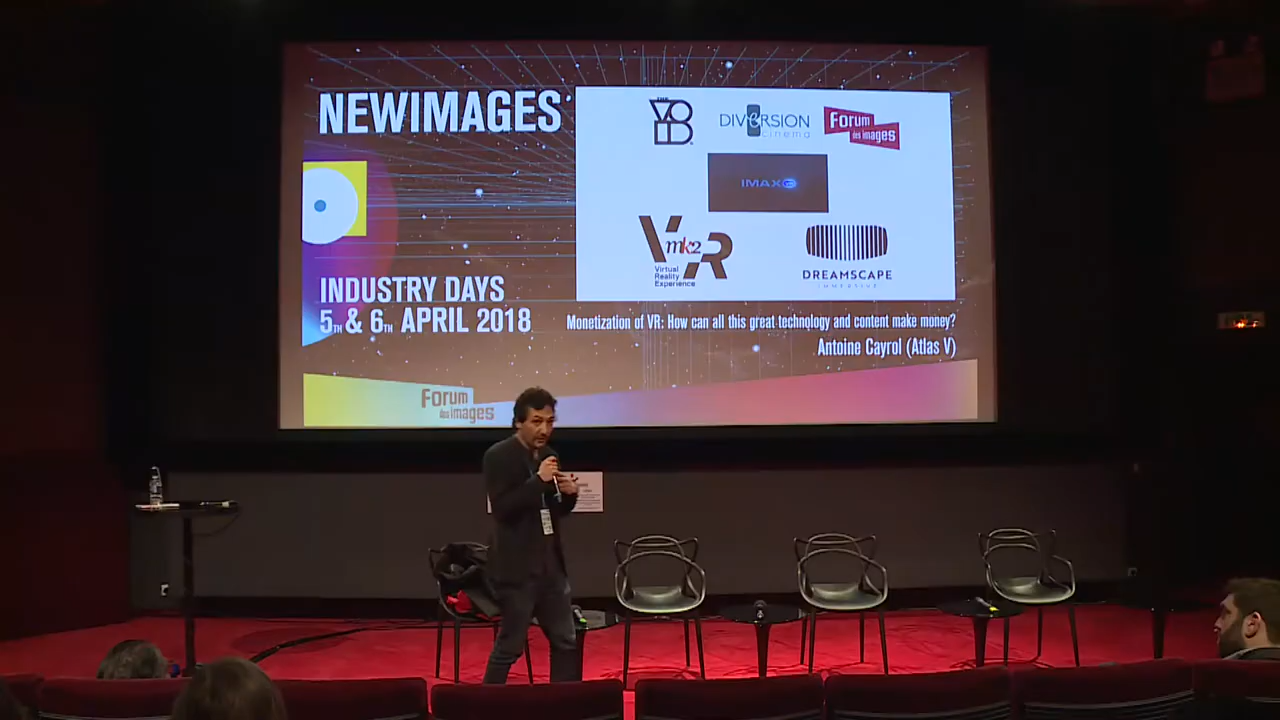 NEWIMAGES
THE
VOID
DIVERSION
cinema
Forum
des images
IMAX
mk2
VR
Virtual
Reality
Experience
DREAMSCAPE
IMMERSIVE
INDUSTRY DAYS
5TH & 6TH APRIL 2018
Monetization of VR: How can all this great technology and content make money?
Antoine Cayrol (Atlas V)
Forum
des images